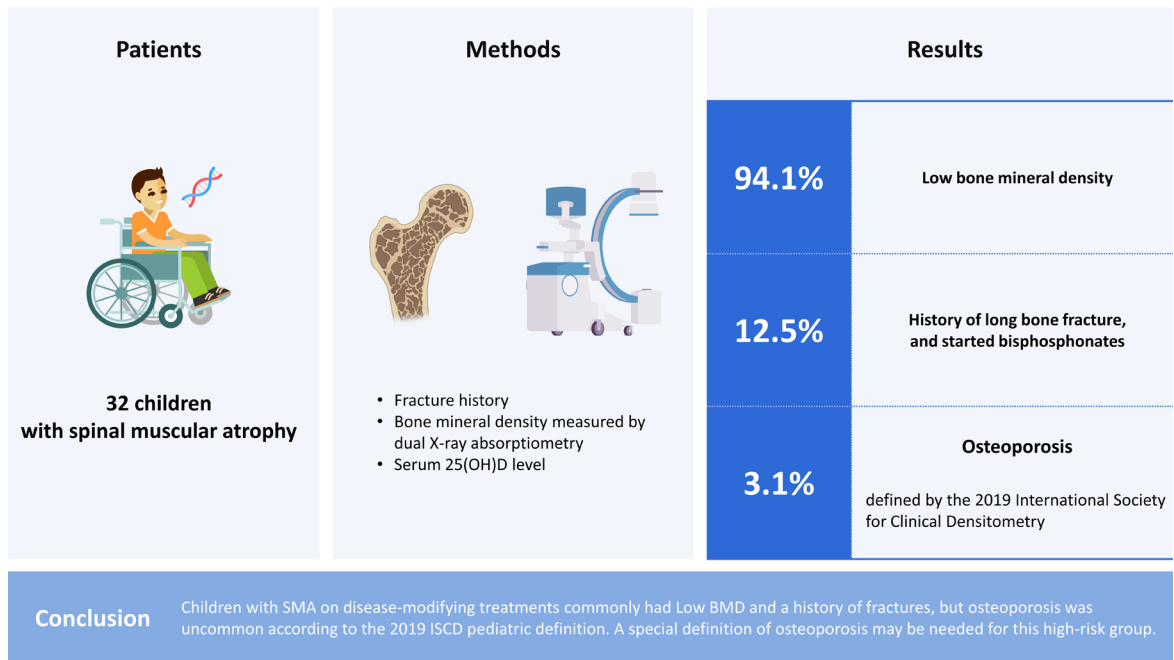 Patients
32 children
with spinal muscular atrophy
Methods
• Fracture history
• Bone mineral density measured by
dual X-ray absorptiometry
• Serum 25(OH)D level
Results
94.1%
Low bone mineral density
12.5%
History of long bone fracture,
and started bisphosphonates
3.1%
Osteoporosis
defined by the 2019 International Society
for Clinical Densitometry
Conclusion
Children with SMA on disease-modifying treatments commonly had Low BMD and a history of fractures, but osteoporosis was
uncommon according to the 2019 ISCD pediatric definition. A special definition of osteoporosis may be needed for this high-risk group.